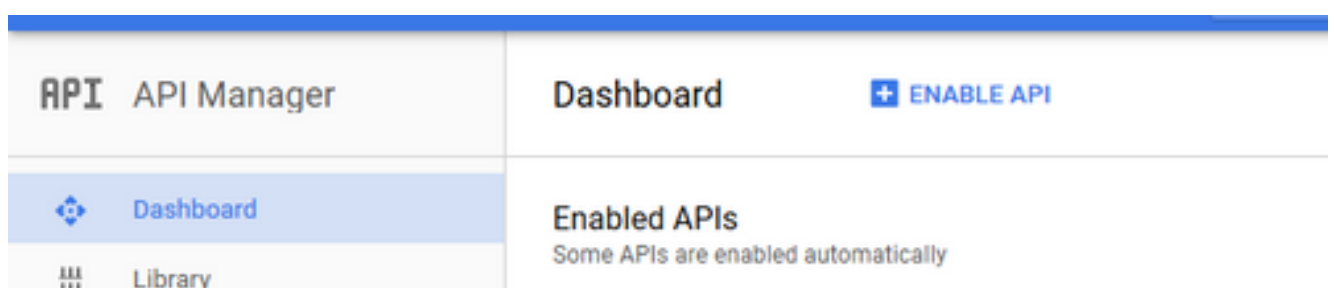 API API Manager
Dashboard
ENABLE API
Dashboard
Library
Enabled APIs
Some APIs are enabled automatically